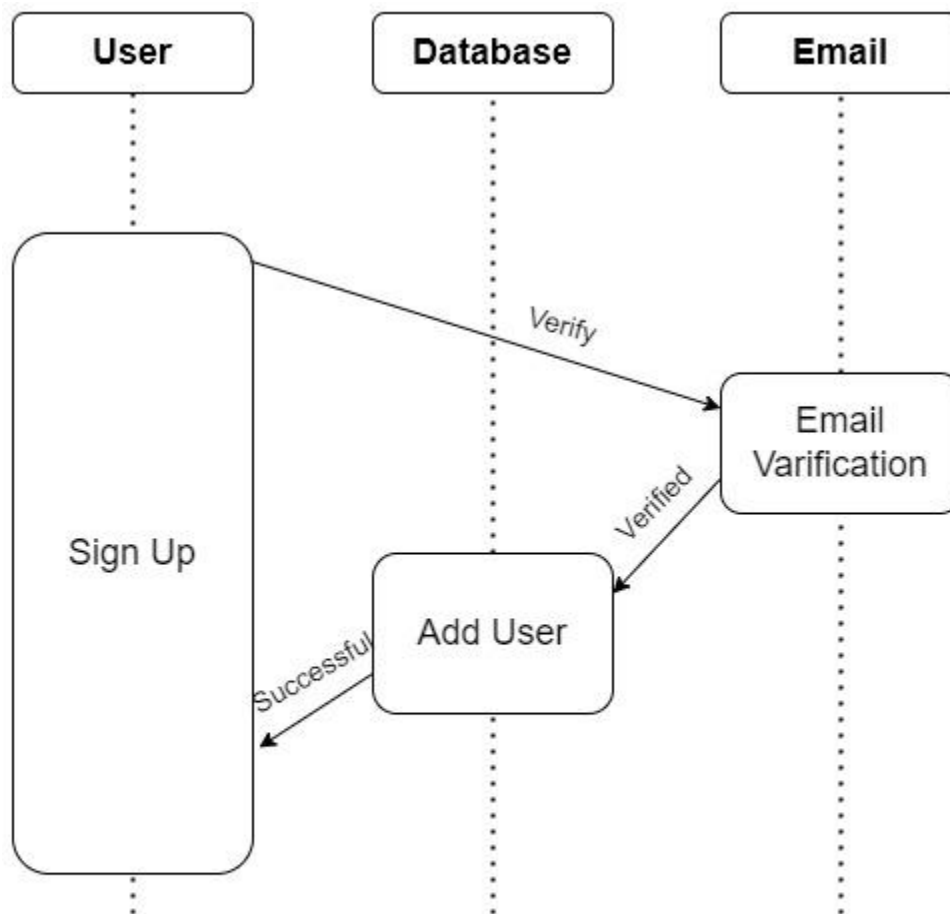 User
Database
Email
Verify
Email
Varification
Verified
Sign Up
Add User
Successful